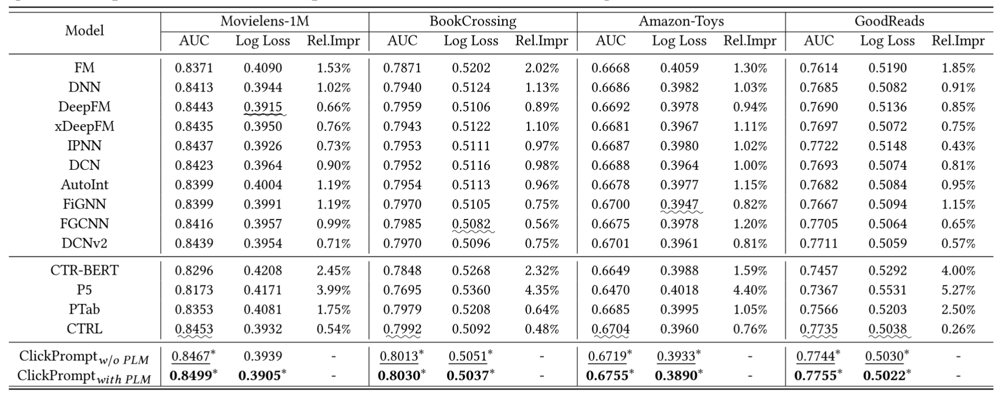 Model Movielens-1M BookCrossing Amazon-Toys GoodReads
AUC Log Loss Rel.Impr AUC Log Loss Rel.Impr AUC Log Loss Rel.Impr AUC Log Loss Rel.Impr
FM 0.8371 0.4090 1.53% 0.7871 0.5202 2.02% 0.6668 0.4059 1.30% 0.7614 0.5190 1.85%
DNN 0.8413 0.3944 1.02% 0.7940 0.5124 1.13% 0.6686 0.3982 1.03% 0.7685 0.5082 0.91%
DeepFM 0.8443 0.3915 0.66% 0.7959 0.5106 0.89% 0.6692 0.3978 0.94% 0.7690 0.5136 0.85%
xDeepFM 0.8435 0.3950 0.76% 0.7943 0.5122 1.10% 0.6681 0.3967 1.11% 0.7697 0.5072 0.75%
IPNN 0.8437 0.3926 0.73% 0.7953 0.5111 0.97% 0.6687 0.3980 1.02% 0.7722 0.5148 0.43%
DCN 0.8423 0.3964 0.90% 0.7952 0.5116 0.98% 0.6688 0.3964 1.00% 0.7693 0.5074 0.81%
AutoInt 0.8399 0.4004 1.19% 0.7954 0.5113 0.96% 0.6678 0.3977 1.15% 0.7682 0.5084 0.95%
FiGNN 0.8399 0.3991 1.19% 0.7970 0.5105 0.75% 0.6700 0.3947 0.82% 0.7667 0.5094 1.15%
FGCNN 0.8416 0.3957 0.99% 0.7985 0.5082 0.56% 0.6675 0.3978 1.20% 0.7705 0.5064 0.65%
DCNv2 0.8439 0.3954 0.71% 0.7970 0.5096 0.75% 0.6701 0.3961 0.81% 0.7711 0.5059 0.57%
CTR-BERT 0.8296 0.4208 2.45% 0.7848 0.5268 2.32% 0.6649 0.3988 1.59% 0.7457 0.5292 4.00%
P5 0.8173 0.4171 3.99% 0.7695 0.5360 4.35% 0.6470 0.4018 4.40% 0.7367 0.5531 5.27%
PTab 0.8353 0.4081 1.75% 0.7979 0.5208 0.64% 0.6685 0.3995 1.05% 0.7566 0.5203 2.50%
CTRL 0.8453 0.3932 0.54% 0.7992 0.5092 0.48% 0.6704 0.3960 0.76% 0.7735 0.5038 0.26%
ClickPrompt w/o PLM 0.8467* 0.3939 - 0.8013* 0.5051* - 0.6719* 0.3933* - 0.7744* 0.5030* -
ClickPrompt with PLM 0.8499* 0.3905* - 0.8030* 0.5037* - 0.6755* 0.3890* - 0.7755* 0.5022* -